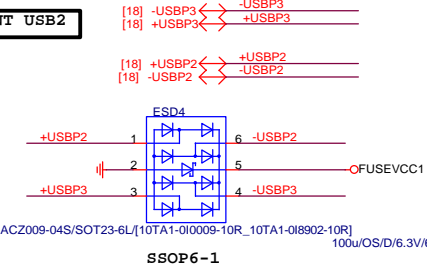 [18] -USBP3 -USBP3
NT USB2 [18] +USBP3 +USBP3
[18] +USBP2 +USBP2
[18] -USBP2 -USBP2
ESD4
+USBP2 1 6 -USBP2
2 5 FUSEVCC1
+USBP3 3 4 -USBP3
ACZ009-04S/SOT23-6L/[10TA1-0I0009-10R_10TA1-0I8902-10R]
100u/OS/D/6.3V/6
SSOP6-1